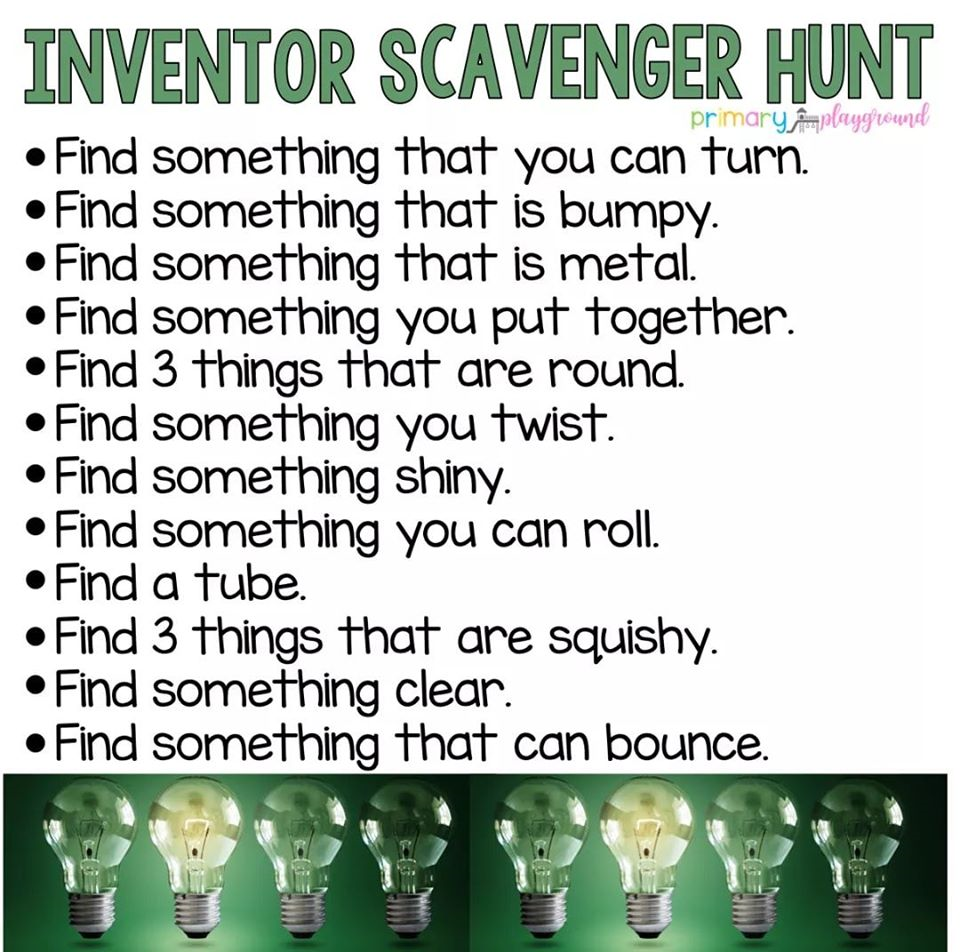 INVENTOR SCAVENGER HUNT
primary playground
• Find something that you can turn.
• Find something that is bumpy.
• Find something that is metal.
• Find something you put together.
• Find 3 things that are round.
• Find something you twist.
• Find something shiny.
• Find something you can roll.
• Find a tube.
• Find 3 things that are squishy.
• Find something clear.
• Find something that can bounce.